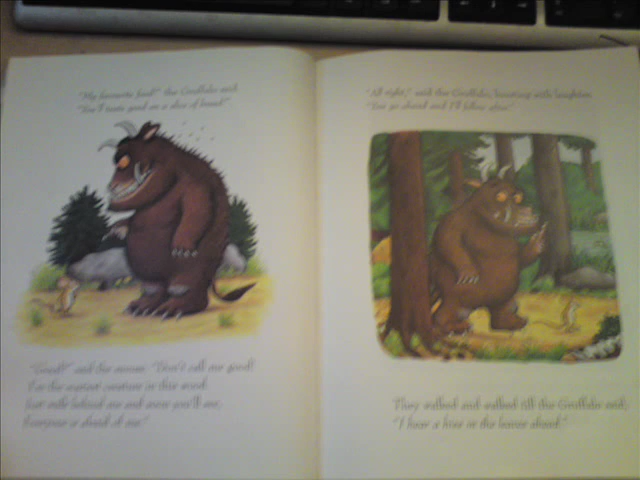 "My favourite food!" the Gruffalo said.
"You'll taste good on a slice of bread!"
"Good?" said the mouse. "Don't call me good!
I'm the scariest creature in this wood.
Just walk behind me and soon you'll see,
Everyone is afraid of me."
"All right," said the Gruffalo, bursting with laughter.
"You go ahead and I'll follow after."
They walked and walked till the Gruffalo said,
"I hear a hiss in the leaves ahead."